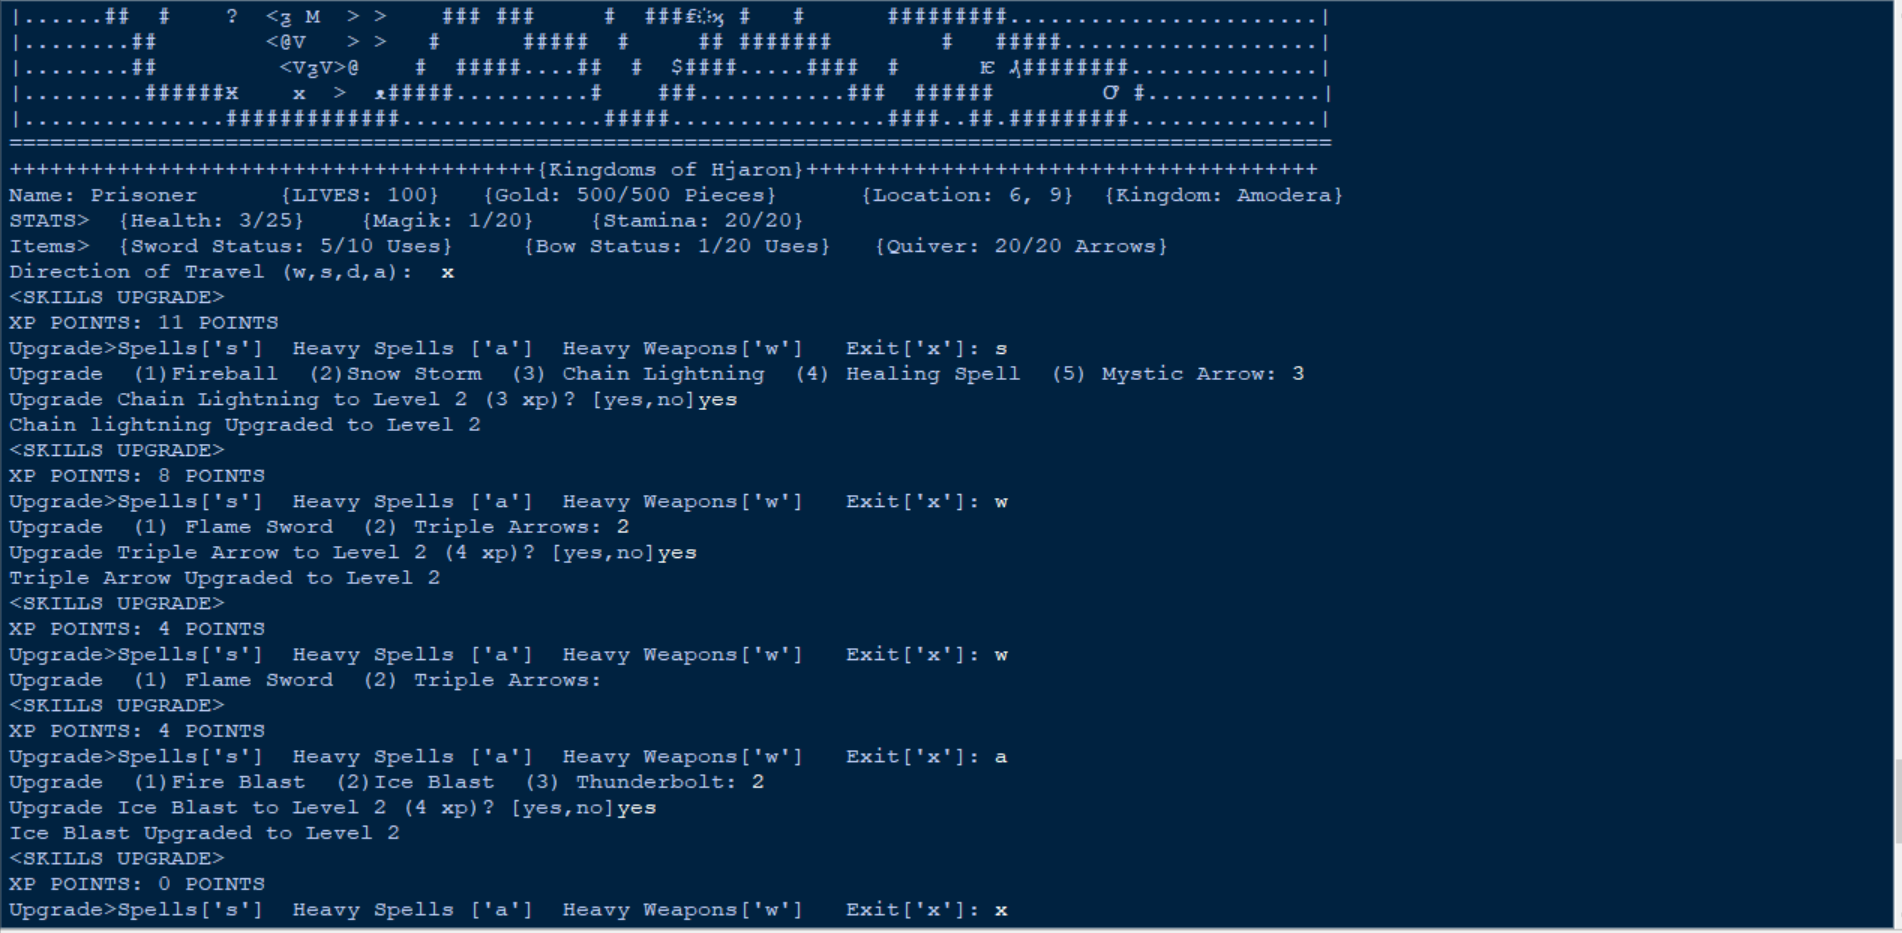 |......##  #    ?  <ʓ M  > >    ### ###     #  ###£ #   #      #########.......................|
|........##        <@V   > >   #      #####  #     ## #######        #   #####...................|
|........##         <VʓV>@    #  #####....##  #  $####.....####  #      Œ ########..............|
|.........######Ӿ    x  >  ᴥ#####..........#    ###...........###  ######        Ơ #.............|
|...............#############...............#####................####..##.#########..............|
==================================================================================================
+++++++++++++++++++++++++++++++++++++++{Kingdoms of Hjaron}++++++++++++++++++++++++++++++++++++++
Name: Prisoner      {LIVES: 100}   {Gold: 500/500 Pieces}      {Location: 6, 9}  {Kingdom: Amodera}
STATS>  {Health: 3/25}    {Magik: 1/20}    {Stamina: 20/20}
Items>  {Sword Status: 5/10 Uses}     {Bow Status: 1/20 Uses}   {Quiver: 20/20 Arrows}
Direction of Travel (w,s,d,a):  x
<SKILLS UPGRADE>
XP POINTS: 11 POINTS
Upgrade>Spells['s']  Heavy Spells ['a']  Heavy Weapons['w']   Exit['x']: s
Upgrade  (1)Fireball  (2)Snow Storm  (3) Chain Lightning  (4) Healing Spell  (5) Mystic Arrow: 3
Upgrade Chain Lightning to Level 2 (3 xp)? [yes,no]yes
Chain lightning Upgraded to Level 2
<SKILLS UPGRADE>
XP POINTS: 8 POINTS
Upgrade>Spells['s']  Heavy Spells ['a']  Heavy Weapons['w']   Exit['x']: w
Upgrade  (1) Flame Sword  (2) Triple Arrows: 2
Upgrade Triple Arrow to Level 2 (4 xp)? [yes,no]yes
Triple Arrow Upgraded to Level 2
<SKILLS UPGRADE>
XP POINTS: 4 POINTS
Upgrade>Spells['s']  Heavy Spells ['a']  Heavy Weapons['w']   Exit['x']: w
Upgrade  (1) Flame Sword  (2) Triple Arrows:
<SKILLS UPGRADE>
XP POINTS: 4 POINTS
Upgrade>Spells['s']  Heavy Spells ['a']  Heavy Weapons['w']   Exit['x']: a
Upgrade  (1)Fire Blast  (2)Ice Blast  (3) Thunderbolt: 2
Upgrade Ice Blast to Level 2 (4 xp)? [yes,no]yes
Ice Blast Upgraded to Level 2
<SKILLS UPGRADE>
XP POINTS: 0 POINTS
Upgrade>Spells['s']  Heavy Spells ['a']  Heavy Weapons['w']   Exit['x']: x